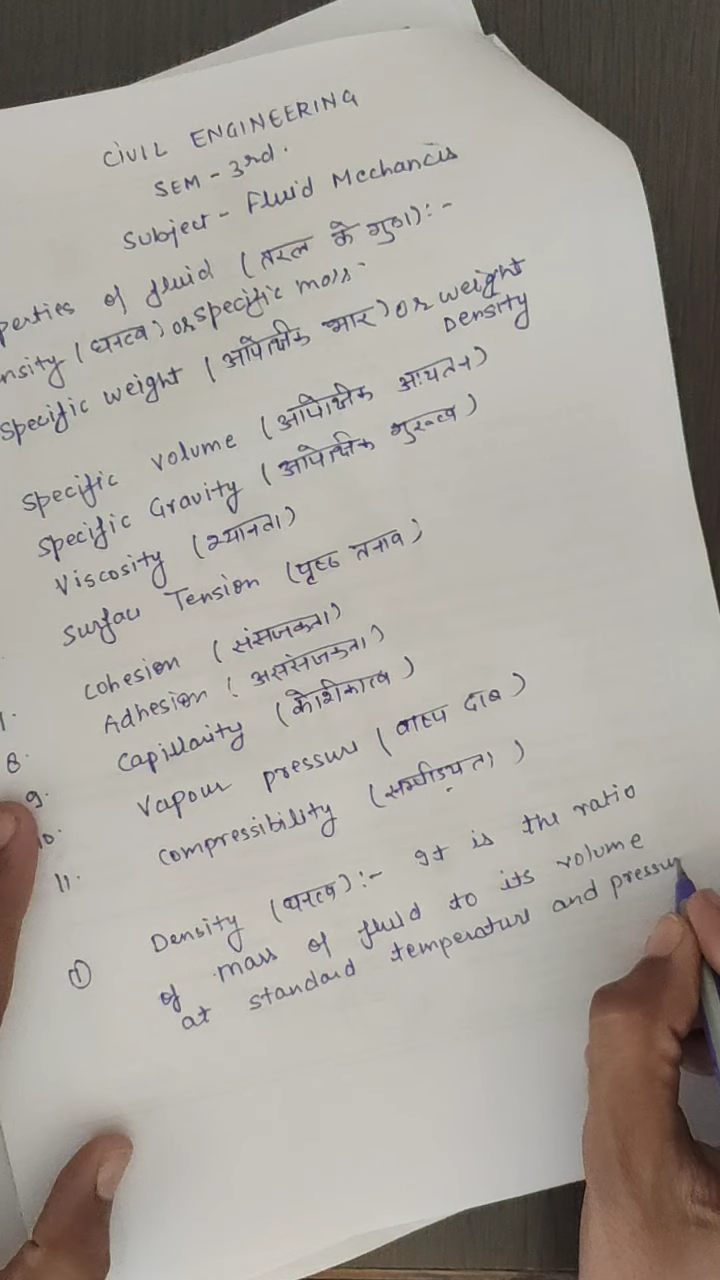 CIVIL ENGINEERING
SEM - 3rd.
Subject - Fluid Mechancis
perties of fluid (तरल के गुण):-
nsity (घनत्व) or specific mass
specific weight (आपेक्षिक भार) or weight
Density
specific volume (आपेक्षिक आयतन)
specific Gravity (आपेक्षिक गुरुत्व)
Viscosity (श्यानता)
surface Tension (पृष्ठ तनाव)
7. cohesion (संसंजकता)
8. Adhesion (असंसंजकता)
9. Capillarity (केशिकात्व)
10. Vapour pressure (वाष्प दाब)
11. compressibility (सम्पीड्यता)
① Density (घनत्व):- It is the ratio
of mass of fluid to its volume
at standard temperature and pressu